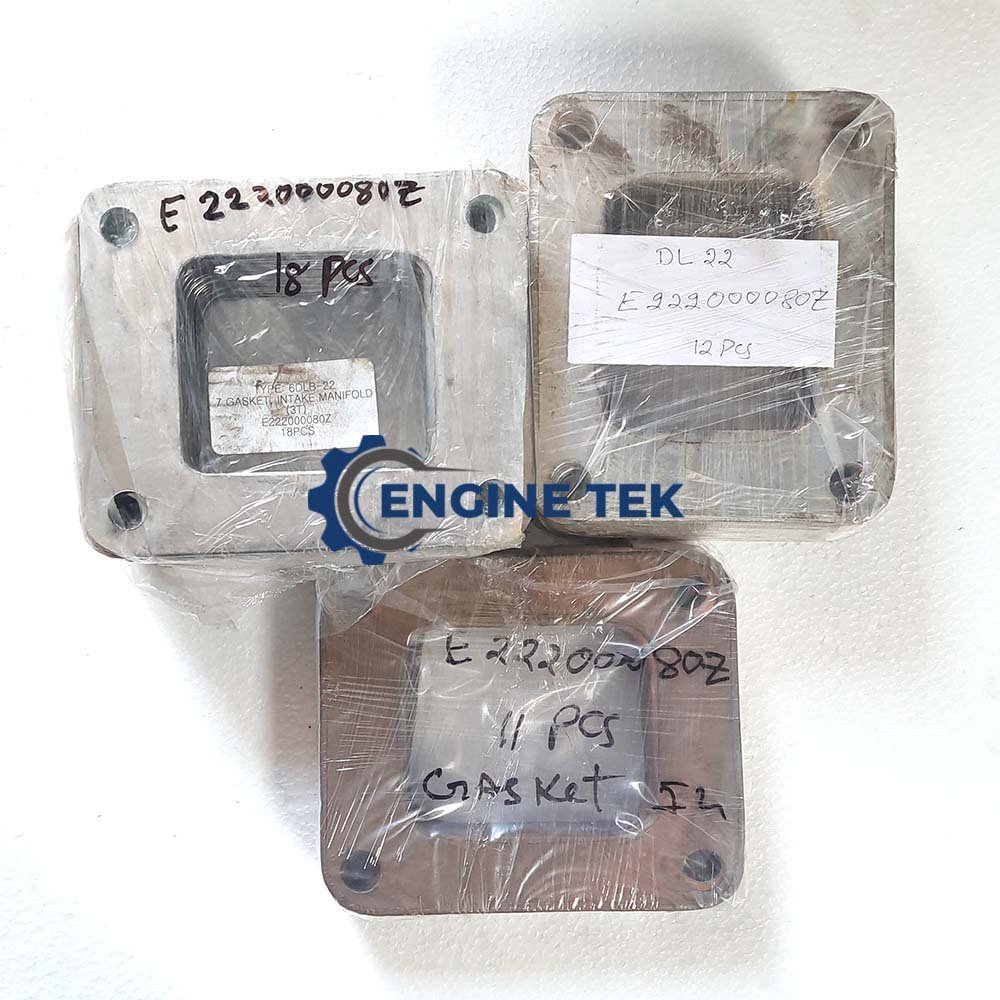 E 222000080Z
18 PCS
TYPE: 6DLB-22
7.GASKET, INTAKE MANIFOLD
(3T)
E222000080Z
18PCS
DL 22
E222000080Z
12 Pcs
ENGINE TEK
E 222000080Z
11 PCS
GASKet